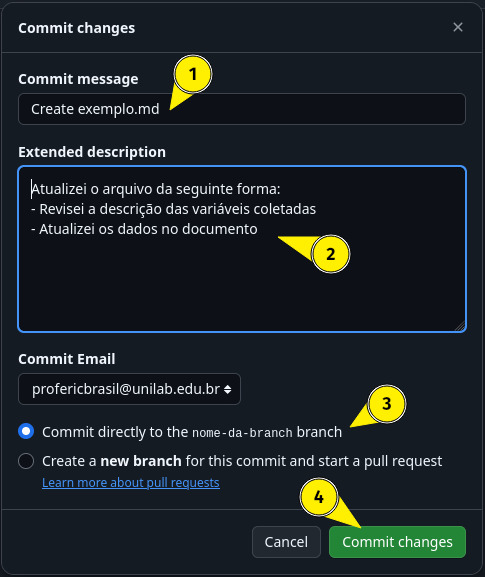 Commit changes
Commit message
1
Create exemplo.md
Extended description
Atualizei o arquivo da seguinte forma:
- Revisei a descrição das variáveis coletadas
- Atualizei os dados no documento
2
Commit Email
profericbrasil@unilab.edu.br
3
Commit directly to the nome-da-branch branch
Create a new branch for this commit and start a pull request
Learn more about pull requests
4
Cancel
Commit changes